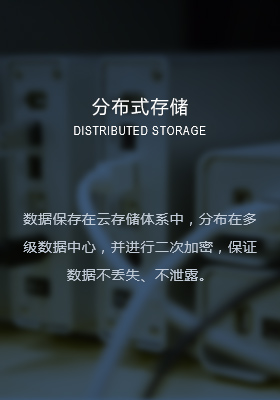 分布式存储
DISTRIBUTED STORAGE
数据保存在云存储体系中，分布在多
级数据中心，并进行二次加密，保证
数据不丢失、不泄露。